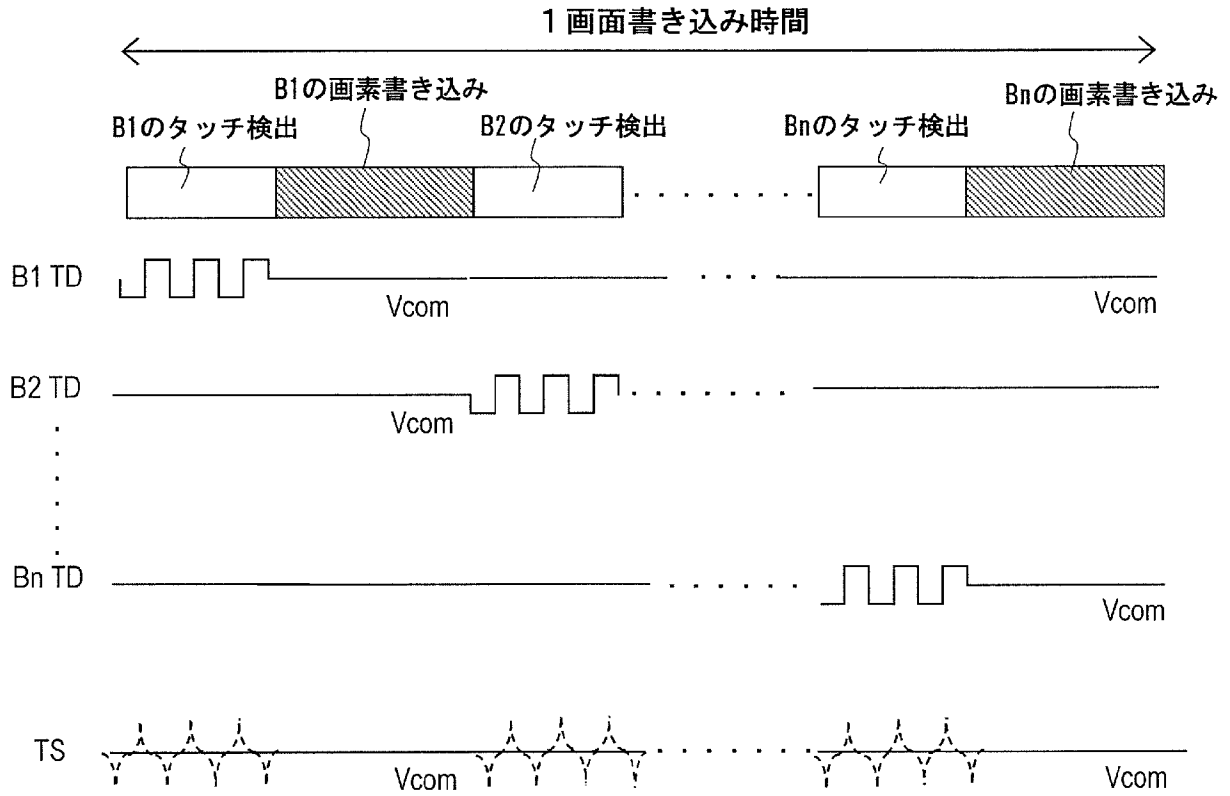 1画面書き込み時間
B1の画素書き込み
Bnの画素書き込み
B1のタッチ検出
B2のタッチ検出
Bnのタッチ検出
B1 TD
Vcom
Vcom
B2 TD
Vcom
Bn TD
Vcom
TS
Vcom
Vcom